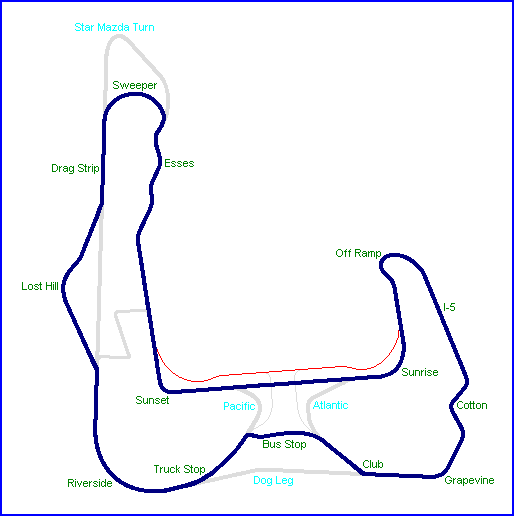 Star Mazda Turn
Sweeper
Esses
Drag Strip
Off Ramp
Lost Hill
I-5
Sunrise
Sunset
Pacific
Atlantic
Cotton
Bus Stop
Truck Stop
Club
Riverside
Dog Leg
Grapevine